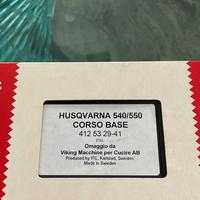 HUSQVARNA 540/550
CORSO BASE
412 53 29-41
Omaggio da
Viking Macchine per Cucire AB
Produced by ITC, Karlstad, Sweden.
Made in Sweden